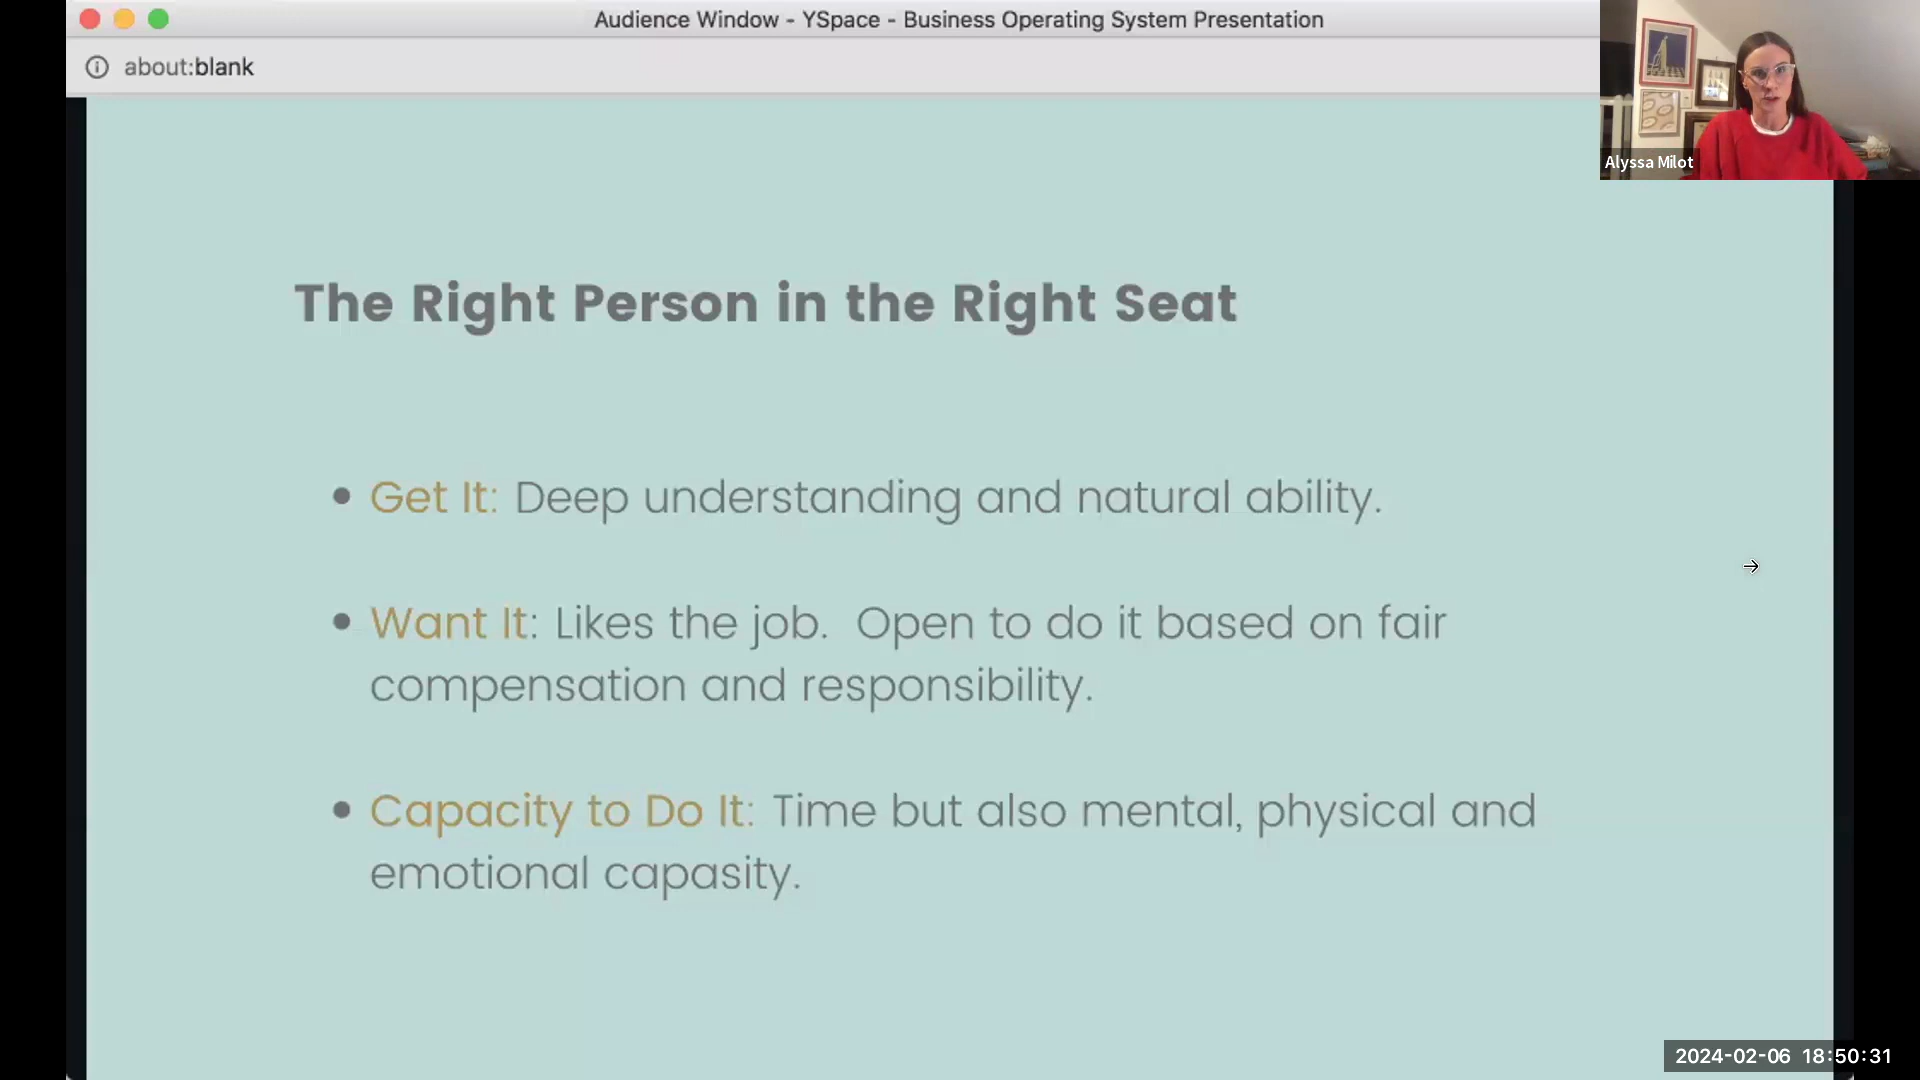 Audience Window - YSpace - Business Operating System Presentation
about:blank
Alyssa Milot
The Right Person in the Right Seat
• Get It: Deep understanding and natural ability.
• Want It: Likes the job. Open to do it based on fair
compensation and responsibility.
• Capacity to Do It: Time but also mental, physical and
emotional capasity.
2024-02-06 18:50:31